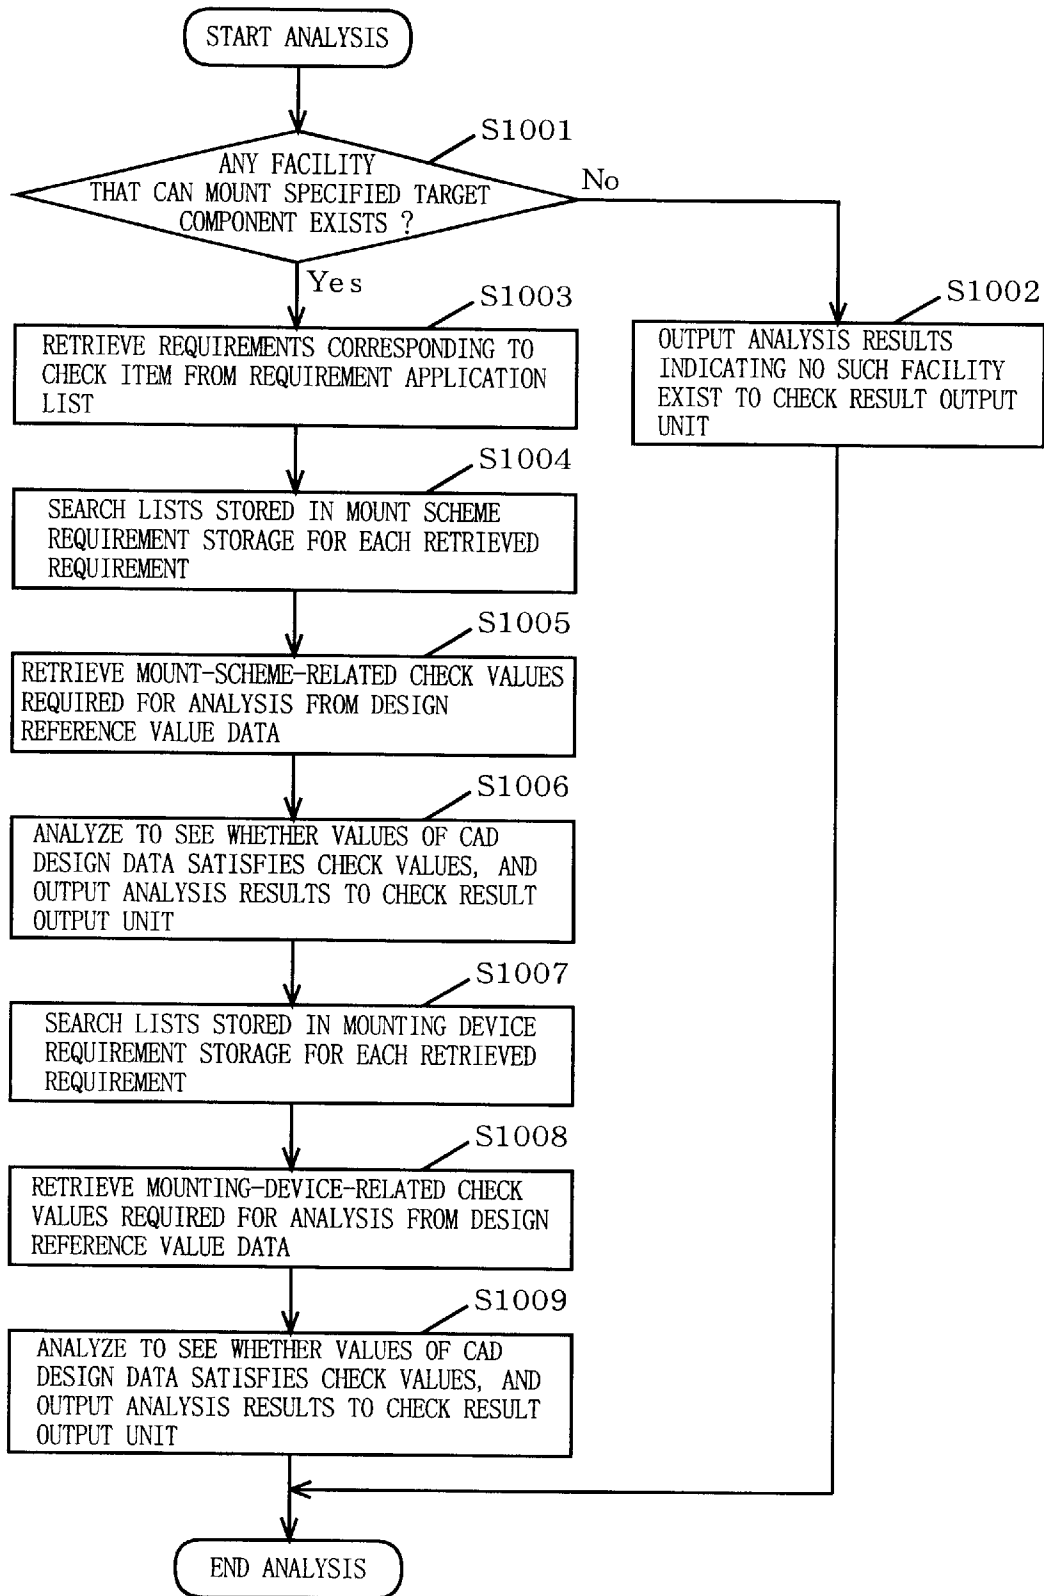 START ANALYSIS
S1001
ANY FACILITY
THAT CAN MOUNT SPECIFIED TARGET
COMPONENT EXISTS ?
No
Yes
S1002
OUTPUT ANALYSIS RESULTS
INDICATING NO SUCH FACILITY
EXIST TO CHECK RESULT OUTPUT
UNIT
S1003
RETRIEVE REQUIREMENTS CORRESPONDING TO
CHECK ITEM FROM REQUIREMENT APPLICATION
LIST
S1004
SEARCH LISTS STORED IN MOUNT SCHEME
REQUIREMENT STORAGE FOR EACH RETRIEVED
REQUIREMENT
S1005
RETRIEVE MOUNT-SCHEME-RELATED CHECK VALUES
REQUIRED FOR ANALYSIS FROM DESIGN
REFERENCE VALUE DATA
S1006
ANALYZE TO SEE WHETHER VALUES OF CAD
DESIGN DATA SATISFIES CHECK VALUES, AND
OUTPUT ANALYSIS RESULTS TO CHECK RESULT
OUTPUT UNIT
S1007
SEARCH LISTS STORED IN MOUNTING DEVICE
REQUIREMENT STORAGE FOR EACH RETRIEVED
REQUIREMENT
S1008
RETRIEVE MOUNTING-DEVICE-RELATED CHECK
VALUES REQUIRED FOR ANALYSIS FROM DESIGN
REFERENCE VALUE DATA
S1009
ANALYZE TO SEE WHETHER VALUES OF CAD
DESIGN DATA SATISFIES CHECK VALUES, AND
OUTPUT ANALYSIS RESULTS TO CHECK RESULT
OUTPUT UNIT
END ANALYSIS